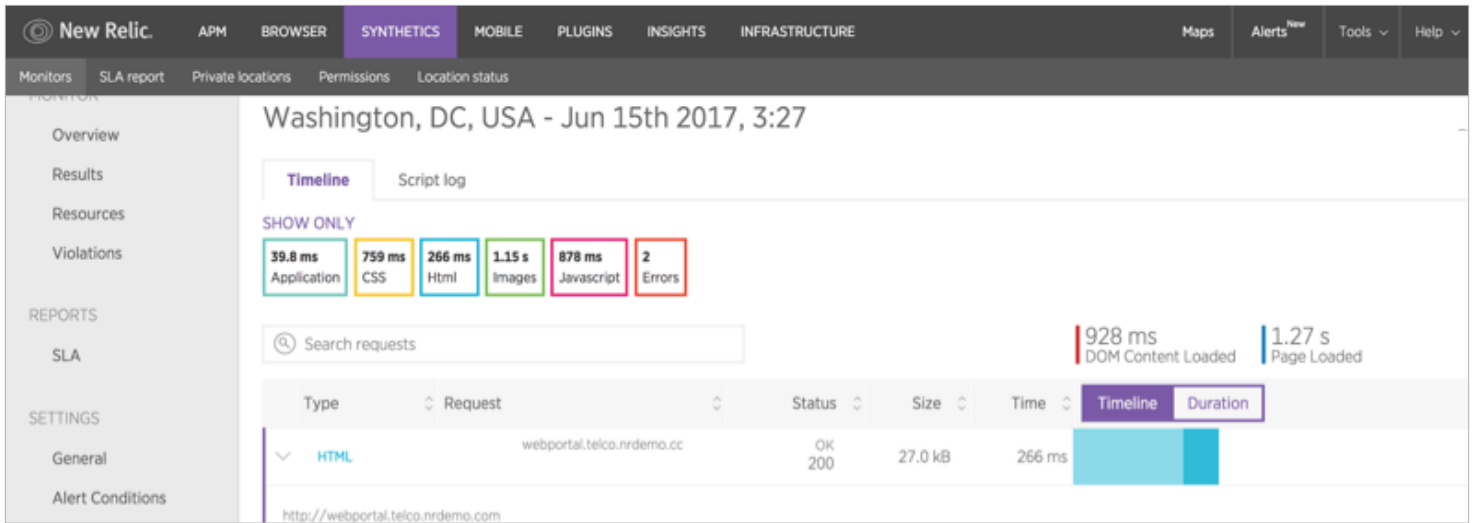 New Relic. APM BROWSER SYNTHETICS MOBILE PLUGINS INSIGHTS INFRASTRUCTURE Maps Alerts New Tools Help
Monitors SLA report Private locations Permissions Location status
MONITOR
Overview
Results
Resources
Violations
REPORTS
SLA
SETTINGS
General
Alert Conditions
Washington, DC, USA - Jun 15th 2017, 3:27
Timeline Script log
SHOW ONLY
39.8 ms 759 ms 266 ms 1.15 s 878 ms 2
Application CSS Html Images Javascript Errors
Search requests
928 ms 1.27 s
DOM Content Loaded Page Loaded
Type Request Status Size Time Timeline Duration
HTML webportal.telco.nrdemo.cc OK 200 27.0 kB 266 ms
http://webportal.telco.nrdemo.com